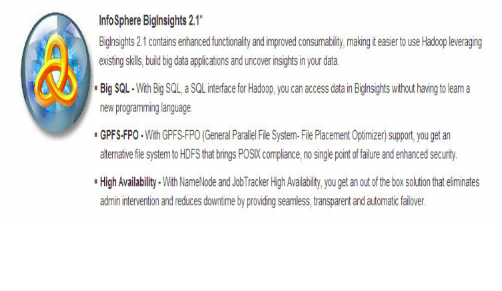 InfoSphere BigInsights 2.1*
BigInsights 2.1 contains enhanced functionality and improved consumability, making it easier to use Hadoop leveraging
existing skills, build big data applications and uncover insights in your data.
▪ Big SQL - With Big SQL, a SQL interface for Hadoop, you can access data in BigInsights without having to learn a
new programming language.
▪ GPFS-FPO - With GPFS-FPO (General Parallel File System- File Placement Optimizer) support, you get an
alternative file system to HDFS that brings POSIX compliance, no single point of failure and enhanced security.
▪ High Availability - With NameNode and JobTracker High Availability, you get an out of the box solution that eliminates
admin intervention and reduces downtime by providing seamless, transparent and automatic failover.